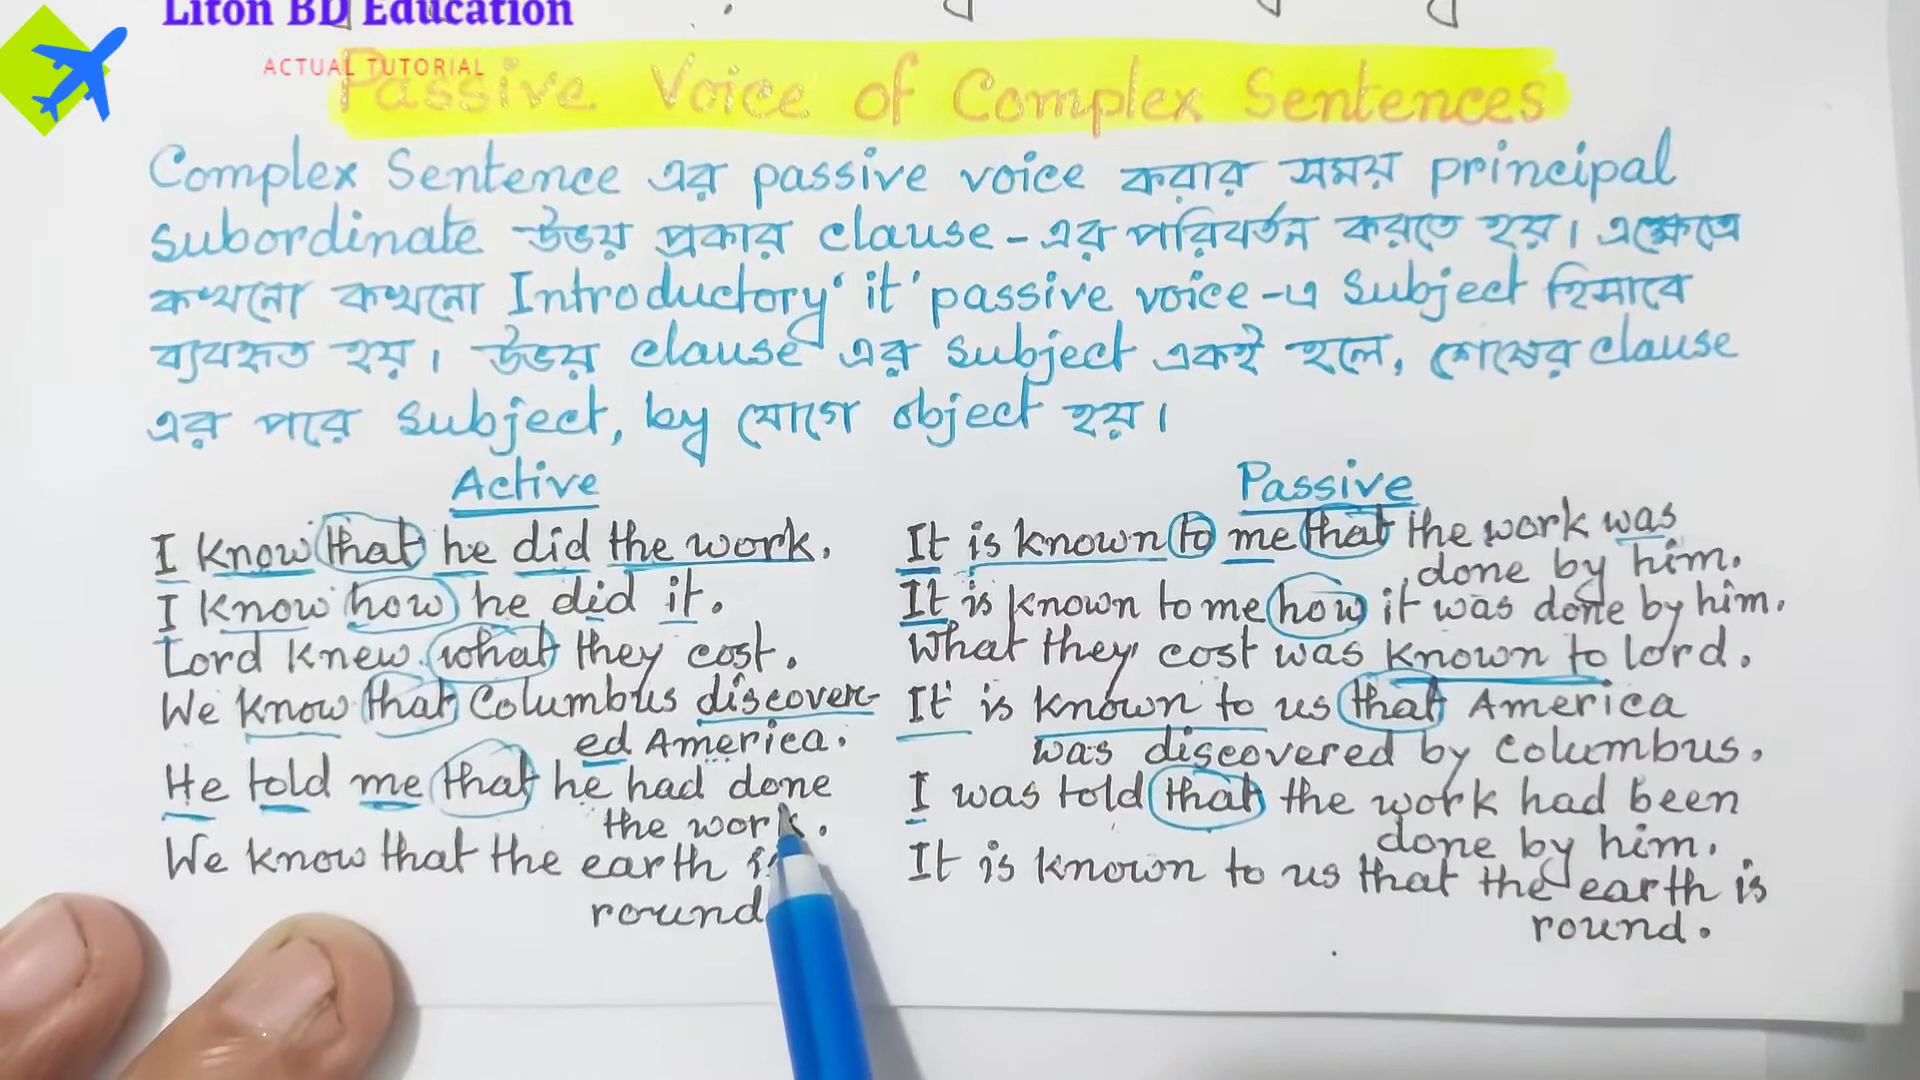 Liton BD Education
ACTUAL TUTORIAL
Passive Voice of Complex Sentences
Complex Sentence এর passive voice করার সময় principal
subordinate উভয় প্রকার clause-এর পরিবর্তন করতে হয়। এক্ষেত্রে
কখনো কখনো Introductory 'it' passive voice-এ subject হিসাবে
ব্যবহৃত হয়। উভয় clause এর subject একই হলে, শেষের clause
এর পরে subject, by যোগে object হয়।
Active
Passive
I know that he did the work.
It is known to me that the work was
done by him.
I know how he did it.
It is known to me how it was done by him.
Lord knew what they cost.
What they cost was known to lord.
We know that Columbus discover-
ed America.
It is known to us that America
was discovered by Columbus.
He told me that he had done
the work.
I was told that the work had been
done by him.
We know that the earth is
round
It is known to us that the earth is
round.